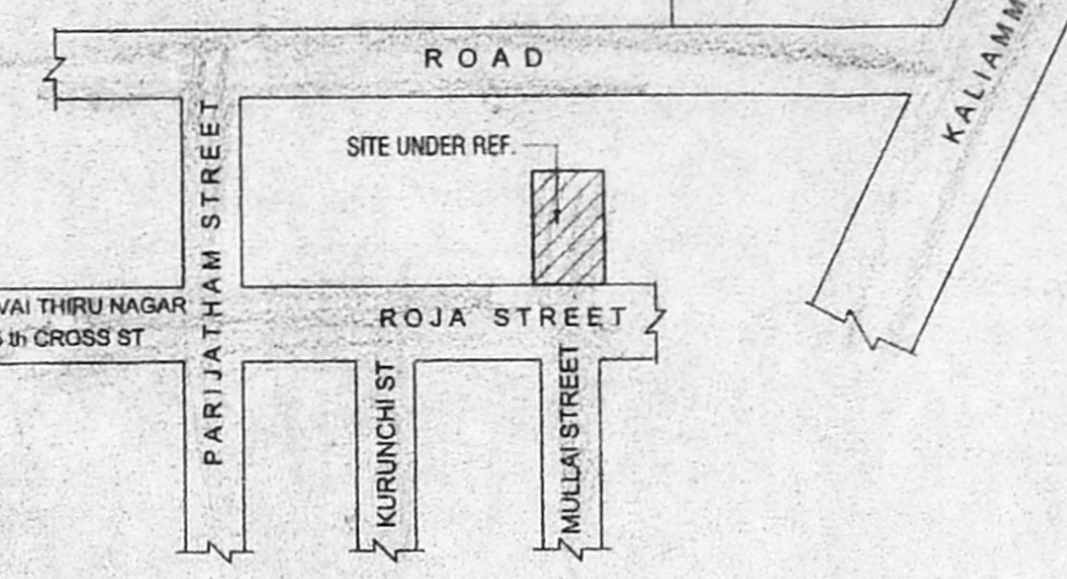 ROAD
KALIAMM
SITE UNDER REF.
PARIJATHAM STREET
VAI THIRU NAGAR
th CROSS ST
ROJA STREET
KURUNCHI ST
MULLAI STREET